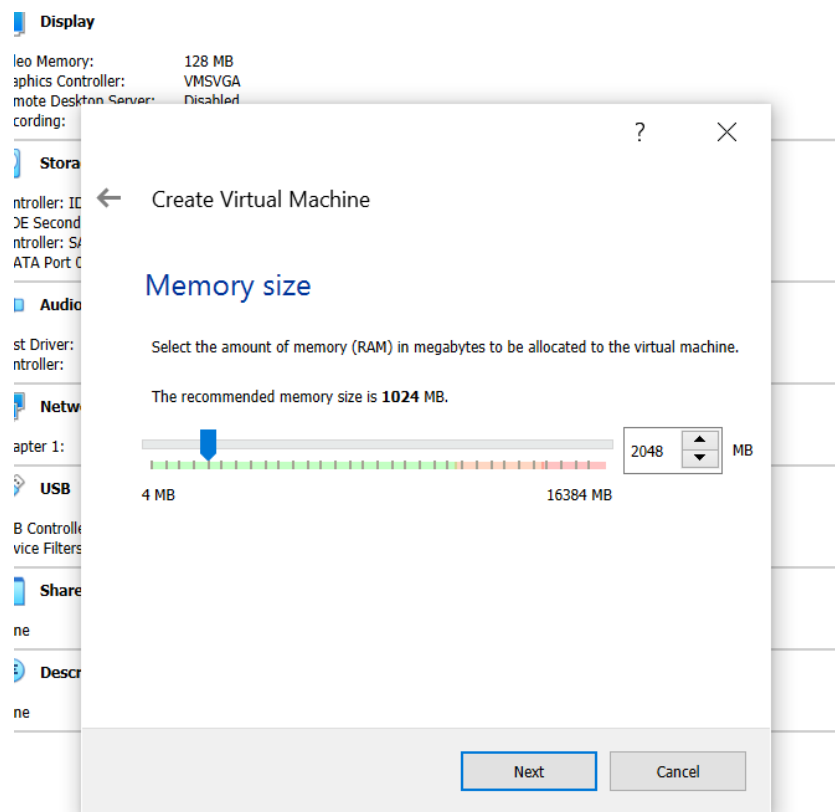 Display
leo Memory: 128 MB
aphics Controller: VMSVGA
mote Desktop Server: Disabled
cording:
Stora
ntroller: ID
DE Second
ntroller: SA
ATA Port 0
Audio
st Driver:
ntroller:
Netw
apter 1:
USB
B Controlle
vice Filters
Share
ne
Descr
ne
?
Create Virtual Machine
Memory size
Select the amount of memory (RAM) in megabytes to be allocated to the virtual machine.
The recommended memory size is 1024 MB.
2048 MB
4 MB 16384 MB
Next Cancel